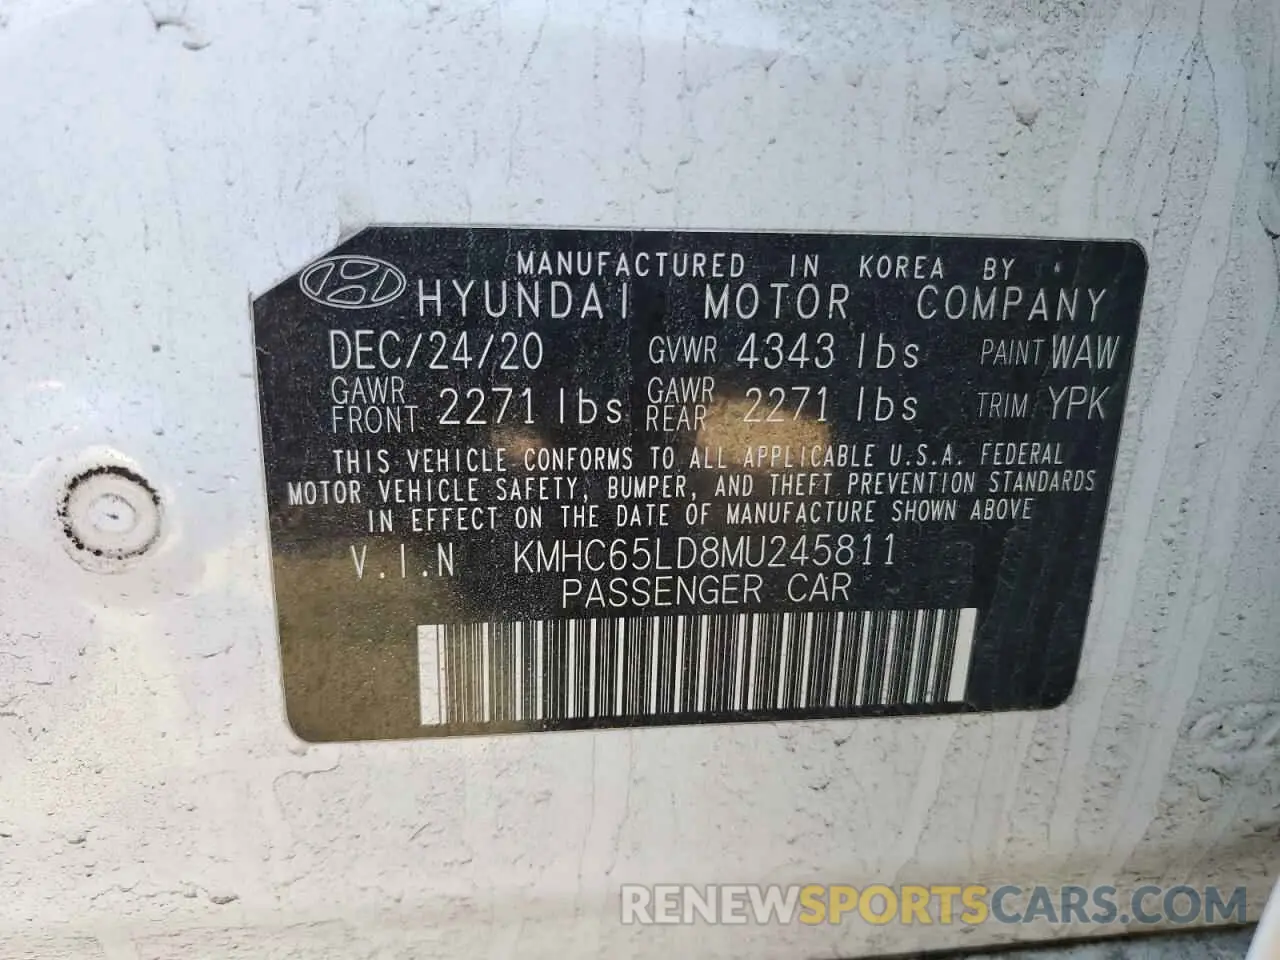 MANUFACTURED IN KOREA BY
HYUNDAI MOTOR COMPANY
DEC/24/20 GVWR 4343 lbs PAINT WAW
GAWR FRONT 2271 lbs GAWR REAR 2271 lbs TRIM YPK
THIS VEHICLE CONFORMS TO ALL APPLICABLE U.S.A. FEDERAL
MOTOR VEHICLE SAFETY, BUMPER, AND THEFT PREVENTION STANDARDS
IN EFFECT ON THE DATE OF MANUFACTURE SHOWN ABOVE
V.I.N KMHC65LD8MU245811
PASSENGER CAR
RENEWSPORTSCARS.COM